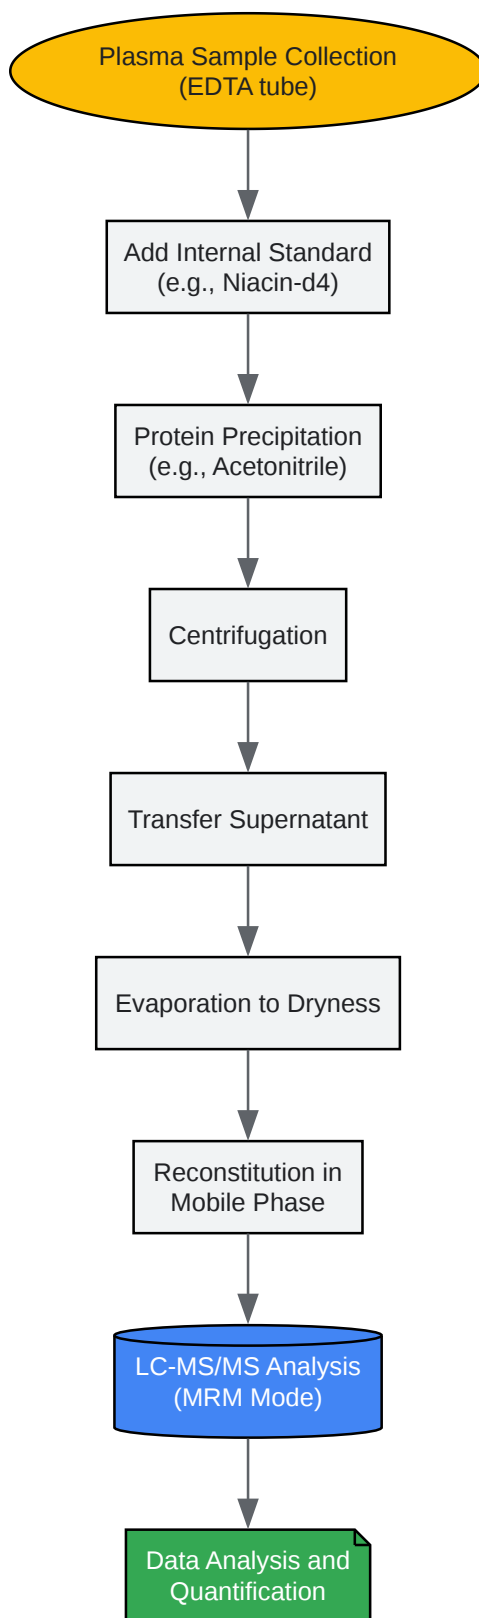 Plasma Sample Collection
(EDTA tube)
Add Internal Standard
(e.g., Niacin-d4)
Protein Precipitation
(e.g., Acetonitrile)
Centrifugation
Transfer Supernatant
Evaporation to Dryness
Reconstitution in
Mobile Phase
LC-MS/MS Analysis
(MRM Mode)
Data Analysis and
Quantification